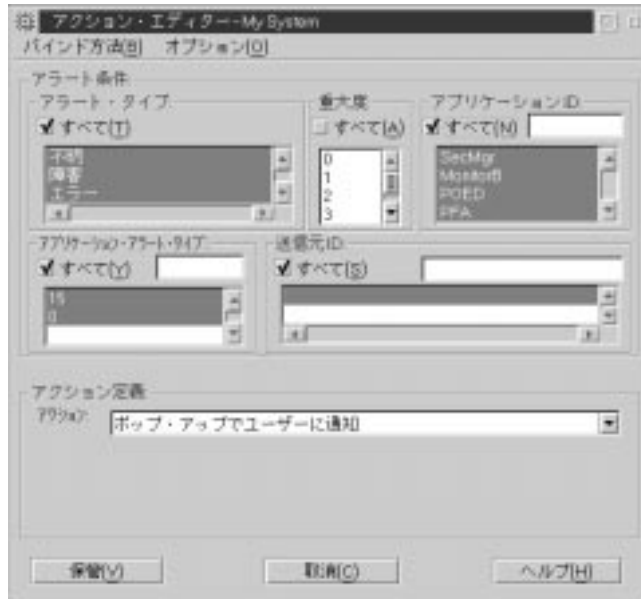 アクション・エディター-My System
バインド方法(B) オプション(O)
アラート条件
アラート・タイプ
すべて(T)
不明
障害
エラー
重大度
すべて(A)
0
1
2
3
アプリケーションID
すべて(N)
SecMgr
MonitorB
POED
PFA
アプリケーション・アラート・タイプ
すべて(Y)
15
0
送信元ID
すべて(S)
アクション定義
アクション:
ポップ・アップでユーザーに通知
保管(V) 取消(C) ヘルプ(H)